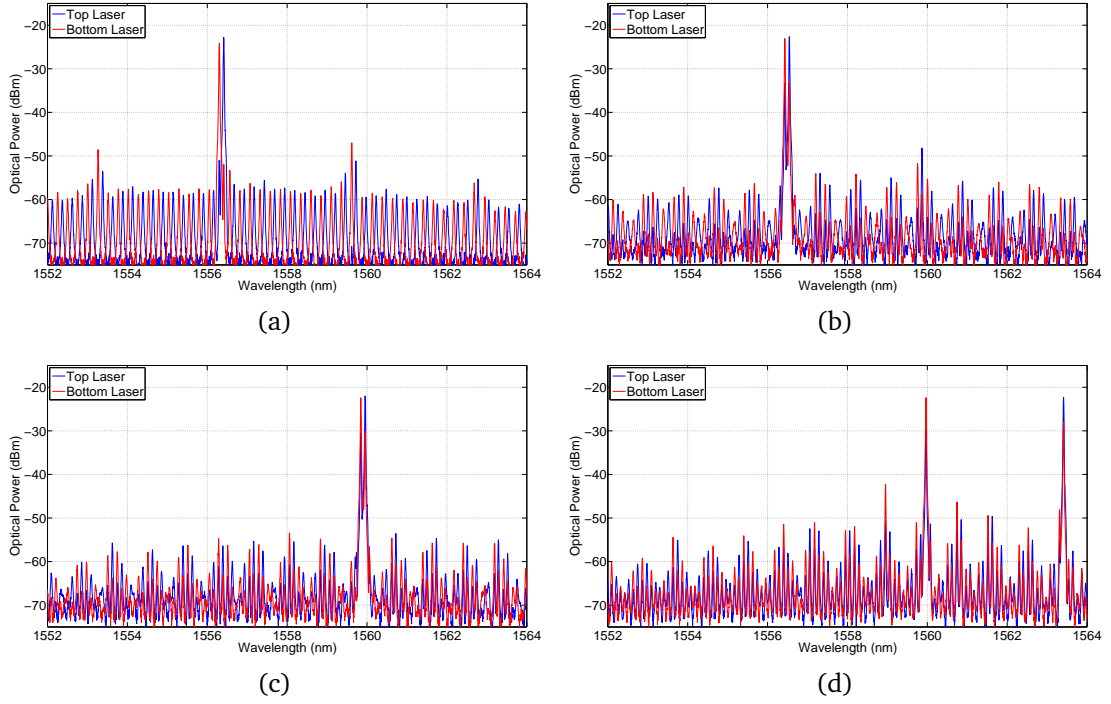 Top Laser
Bottom Laser
Optical Power (dBm)
−20
−30
−40
−50
−60
−70
1552 1554 1556 1558 1560 1562 1564
Wavelength (nm)
(a)
Top Laser
Bottom Laser
Optical Power (dBm)
−20
−30
−40
−50
−60
−70
1552 1554 1556 1558 1560 1562 1564
Wavelength (nm)
(b)
Top Laser
Bottom Laser
Optical Power (dBm)
−20
−30
−40
−50
−60
−70
1552 1554 1556 1558 1560 1562 1564
Wavelength (nm)
(c)
Top Laser
Bottom Laser
Optical Power (dBm)
−20
−30
−40
−50
−60
−70
1552 1554 1556 1558 1560 1562 1564
Wavelength (nm)
(d)